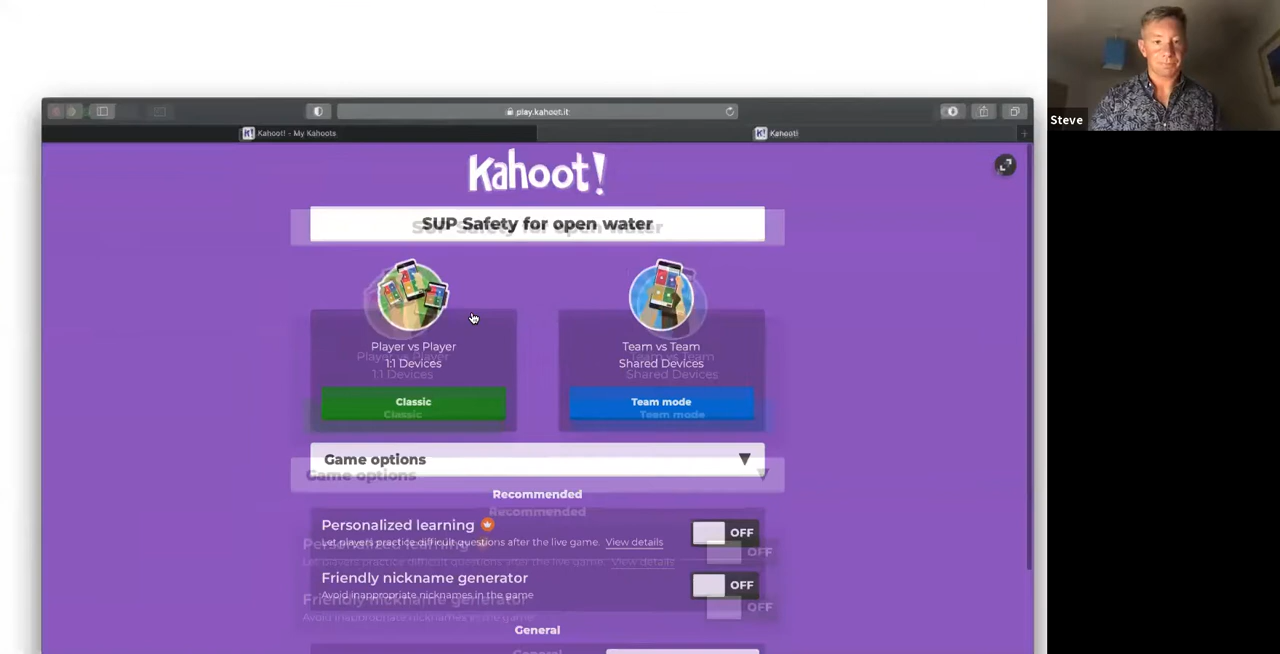 play.kahoot.it
Kahoot! - My Kahoots
Kahoot!
Kahoot!
SUP Safety for open water
Player vs Player
1:1 Devices
Classic
Team vs Team
Shared Devices
Team mode
Game options
Recommended
Personalized learning
Let players practice difficult questions after the live game. View details
OFF
Friendly nickname generator
Avoid inappropriate nicknames in the game
OFF
General
Steve